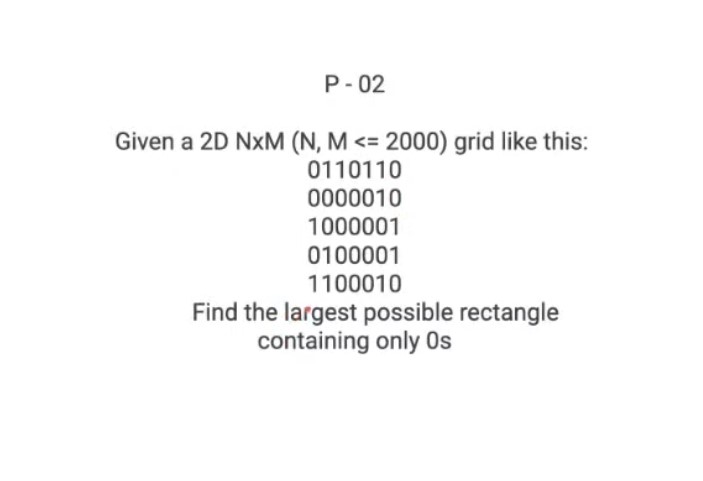 P - 02
Given a 2D NxM (N, M <= 2000) grid like this:
0110110
0000010
1000001
0100001
1100010
Find the largest possible rectangle
containing only 0s